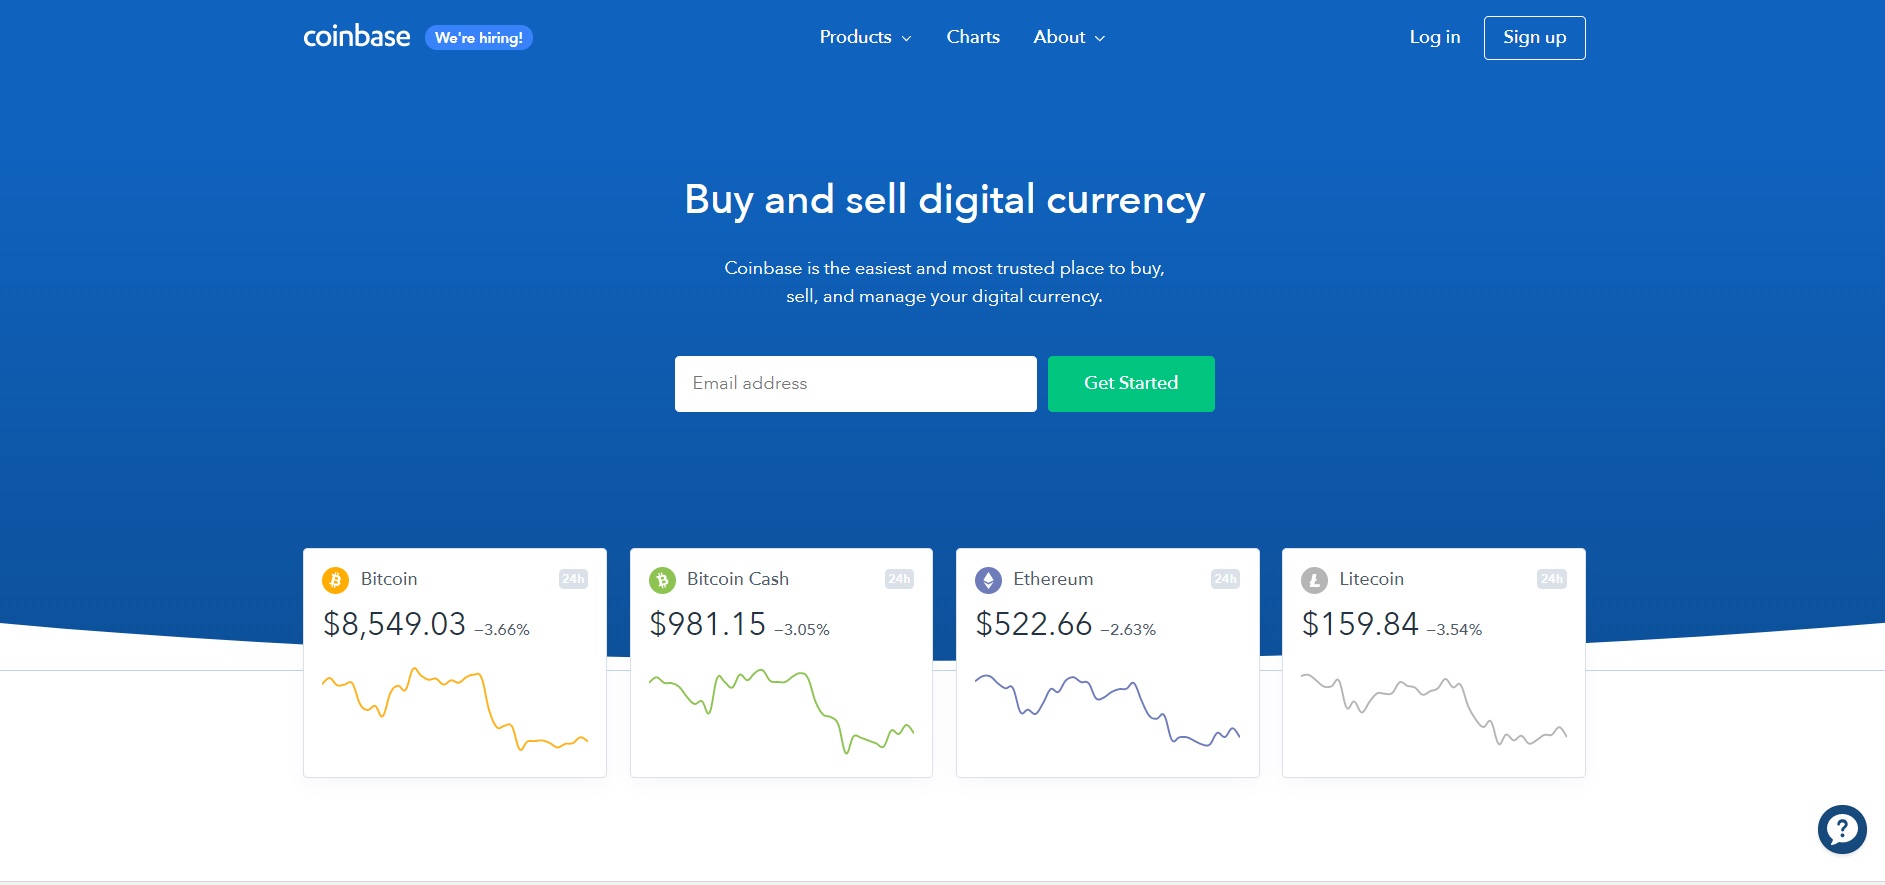 coinbase We're hiring! Products Charts About Log in Sign up
Buy and sell digital currency
Coinbase is the easiest and most trusted place to buy,
sell, and manage your digital currency.
Email address Get Started
Bitcoin 24h
$8,549.03 −3.66%
Bitcoin Cash 24h
$981.15 −3.05%
Ethereum 24h
$522.66 −2.63%
Litecoin 24h
$159.84 −3.54%
?